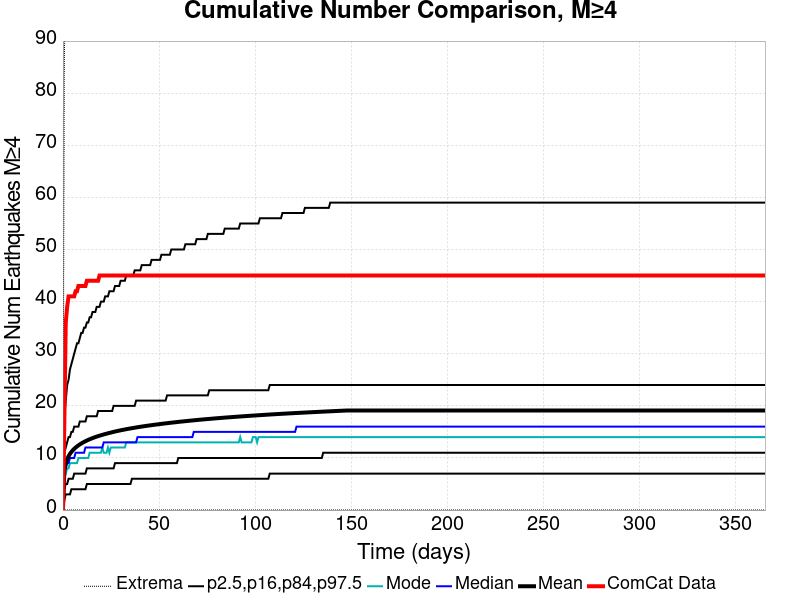 Cumulative Number Comparison, M≥4
Cumulative Num Earthquakes M≥4
90
80
70
60
50
40
30
20
10
0
0 50 100 150 200 250 300 350
Time (days)
Extrema p2.5,p16,p84,p97.5 Mode Median Mean ComCat Data